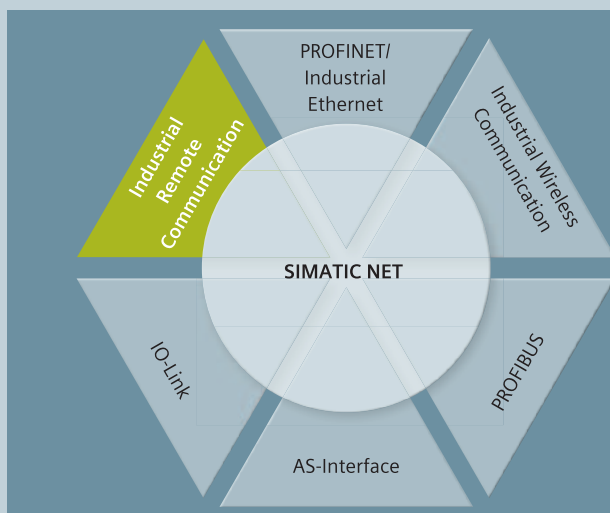 PROFINET/
Industrial
Ethernet
Industrial Wireless
Communication
Industrial
Remote
Communication
SIMATIC NET
IO-Link
PROFIBUS
AS-Interface